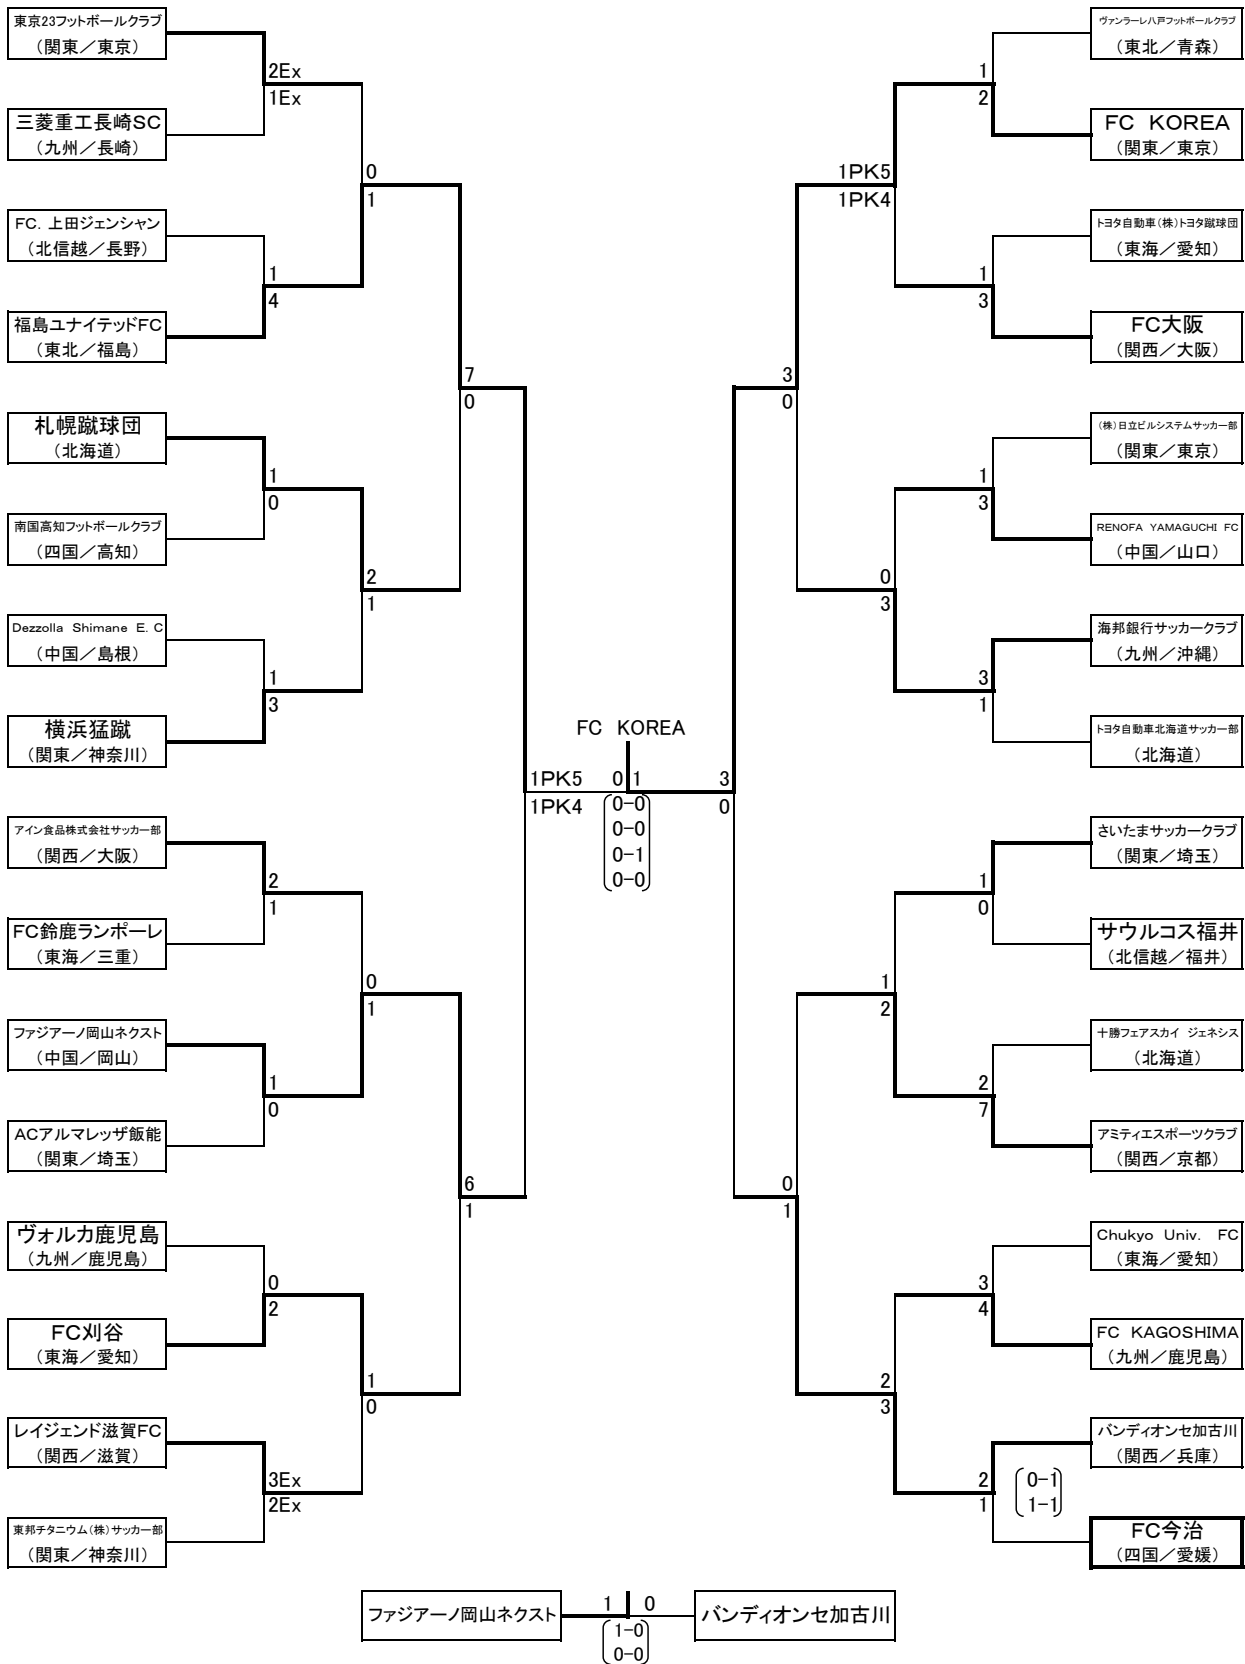 東京23フットボールクラブ
（関東／東京）
2Ex
1Ex
三菱重工長崎SC
（九州／長崎）
0
1
FC. 上田ジェンシャン
（北信越／長野）
1
4
福島ユナイテッドFC
（東北／福島）
7
0
札幌蹴球団
（北海道）
1
0
南国高知フットボールクラブ
（四国／高知）
2
1
Dezzolla Shimane E. C
（中国／島根）
1
3
横浜猛蹴
（関東／神奈川）
1PK5
1PK4
アイン食品株式会社サッカー部
（関西／大阪）
2
1
FC鈴鹿ランポーレ
（東海／三重）
0
1
ファジアーノ岡山ネクスト
（中国／岡山）
1
0
ACアルマレッザ飯能
（関東／埼玉）
6
1
ヴォルカ鹿児島
（九州／鹿児島）
0
2
FC刈谷
（東海／愛知）
1
0
レイジェンド滋賀FC
（関西／滋賀）
3Ex
2Ex
東邦チタニウム（株）サッカー部
（関東／神奈川）
FC KOREA
0 1
0-0
0-0
0-1
0-0
ヴァンラーレ八戸フットボールクラブ
（東北／青森）
1
2
FC KOREA
（関東／東京）
1PK5
1PK4
トヨタ自動車（株）トヨタ蹴球団
（東海／愛知）
1
3
FC大阪
（関西／大阪）
3
0
（株）日立ビルシステムサッカー部
（関東／東京）
1
3
RENOFA YAMAGUCHI FC
（中国／山口）
0
3
海邦銀行サッカークラブ
（九州／沖縄）
3
1
トヨタ自動車北海道サッカー部
（北海道）
3
0
さいたまサッカークラブ
（関東／埼玉）
1
0
サウルコス福井
（北信越／福井）
1
2
十勝フェアスカイ ジェネシス
（北海道）
2
7
アミティエスポーツクラブ
（関西／京都）
0
1
Chukyo Univ. FC
（東海／愛知）
3
4
FC KAGOSHIMA
（九州／鹿児島）
2
3
バンディオンセ加古川
（関西／兵庫）
2
1
0-1
1-1
FC今治
（四国／愛媛）
ファジアーノ岡山ネクスト
1 0
1-0
0-0
バンディオンセ加古川